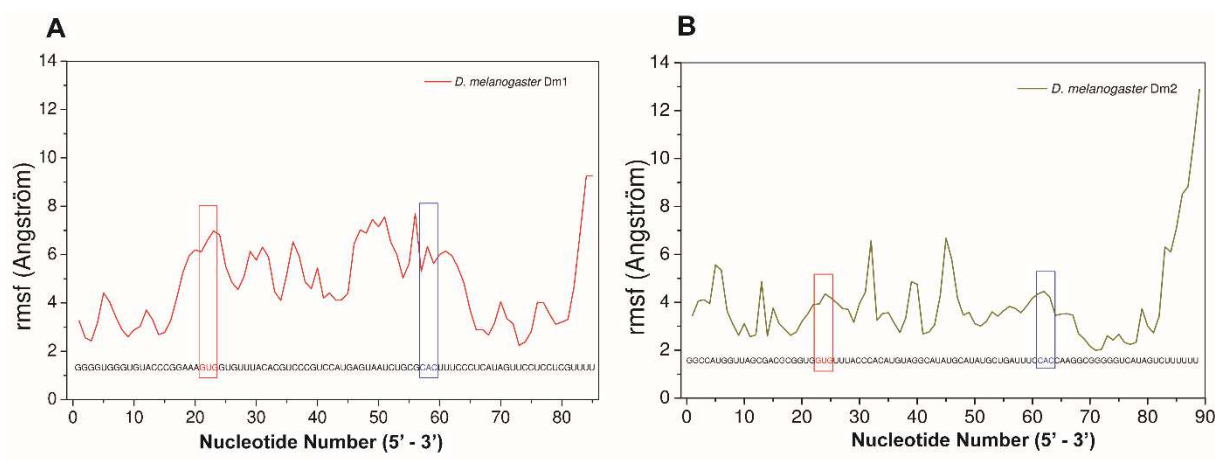 A
rmsf (Angström)
14
12
10
8
6
4
2
0
D. melanogaster Dm1
GGGGUGGGUGUACCCGGAAAGUGGUGUUUACACGUCCCGUCCAUGAGUAAUCUGCGCACUUUCCCUCAUAGUUCCUCCUCGUUUU
0 10 20 30 40 50 60 70 80
Nucleotide Number (5' - 3')
B
rmsf (Angström)
14
12
10
8
6
4
2
0
D. melanogaster Dm2
GGCCAUGGUUAGCGACGCGGUGGUGUUUACCCACAUGUAGGCAUAUGCAUAUGCUGAUUUCCACCAAGGCGGGGGUCAUAGUCUUUUUU
0 10 20 30 40 50 60 70 80 90
Nucleotide Number (5' - 3')